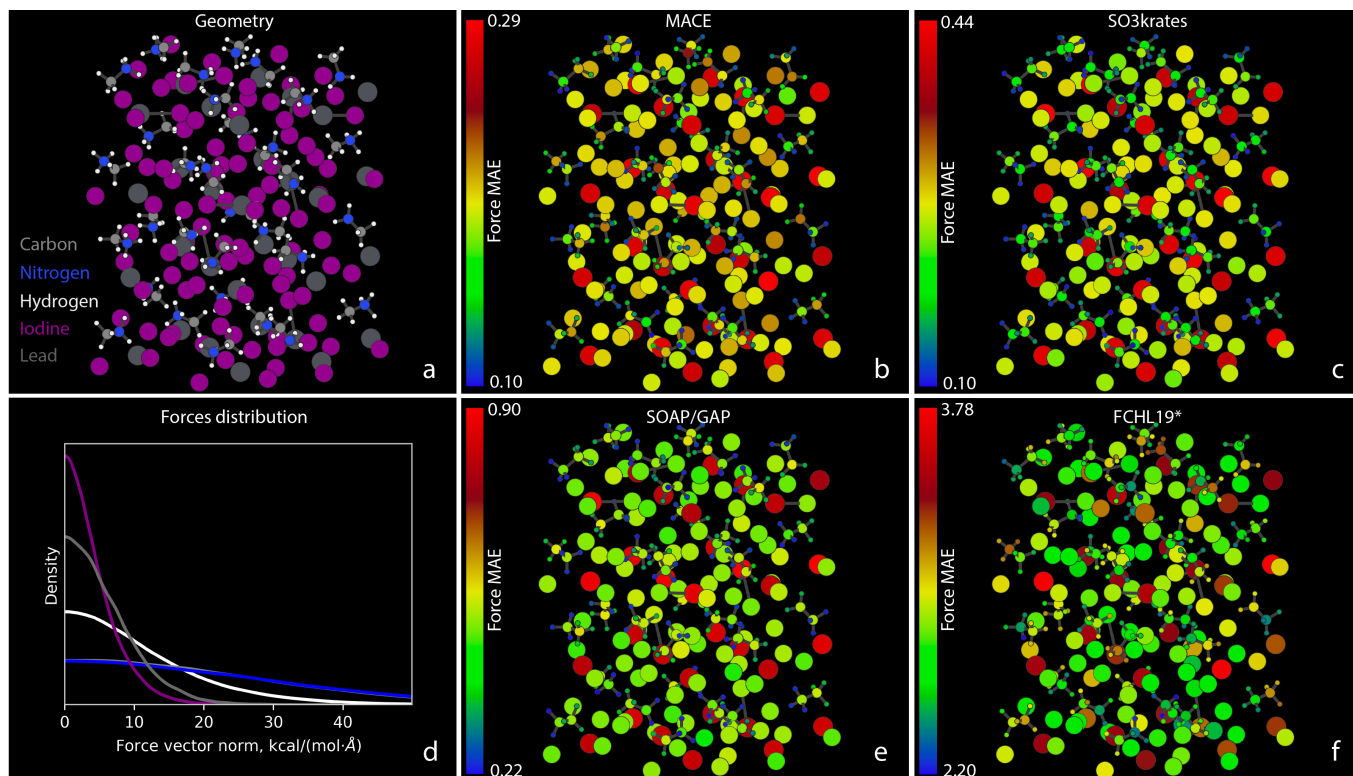 Geometry
Carbon
Nitrogen
Hydrogen
Iodine
Lead
a
0.29
MACE
Force MAE
0.10
b
0.44
SO3krates
Force MAE
0.10
c
Forces distribution
Density
0 10 20 30 40
Force vector norm, kcal/(mol·Å)
d
0.90
SOAP/GAP
Force MAE
0.22
e
3.78
FCHL19*
Force MAE
2.20
f